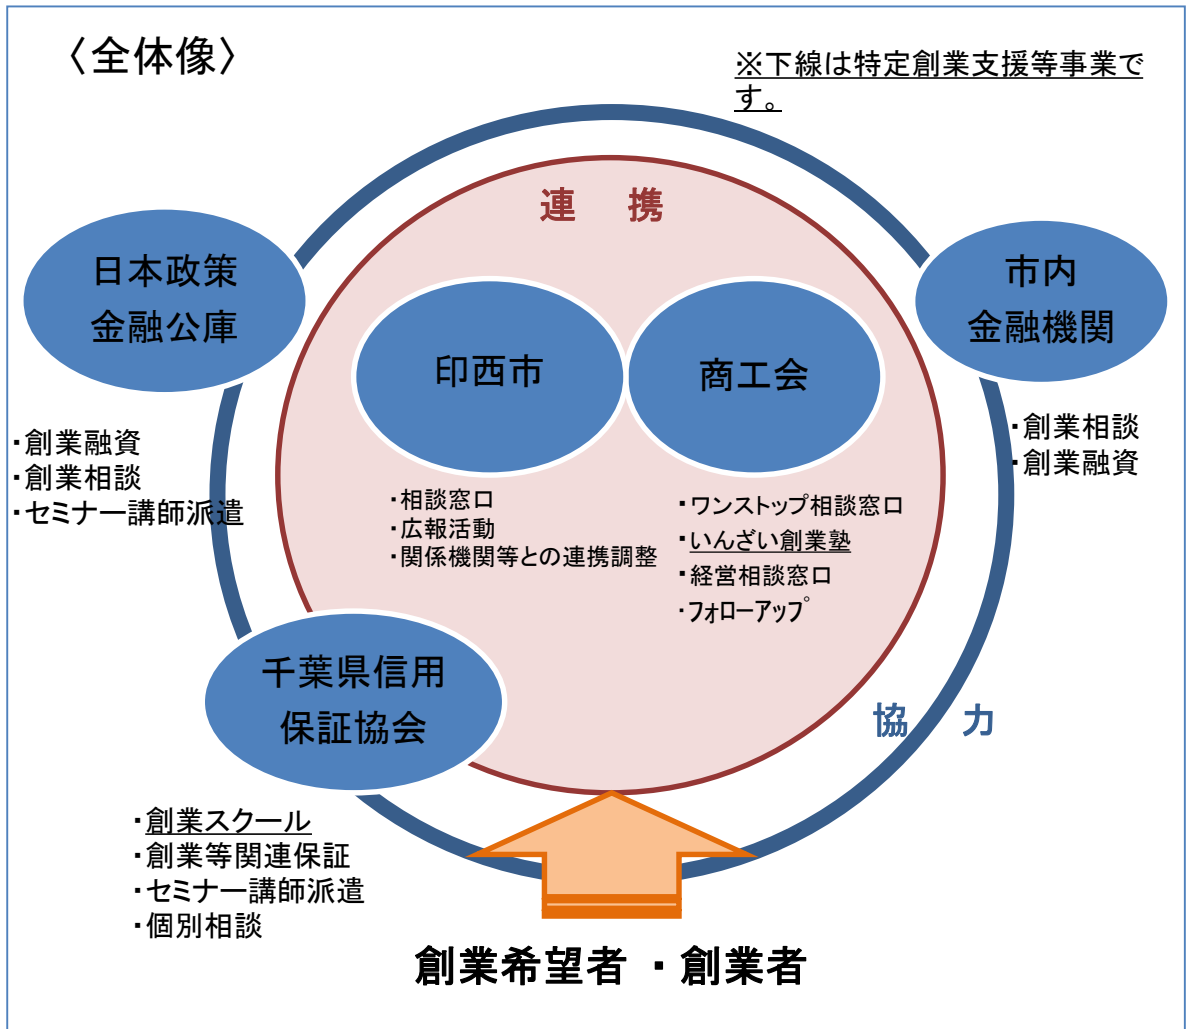 〈全体像〉
※下線は特定創業支援等事業で
す。
連 携
日本政策
金融公庫
市内
金融機関
印西市
商工会
・創業融資
・創業相談
・セミナー講師派遣
・創業相談
・創業融資
・相談窓口
・広報活動
・関係機関等との連携調整
・ワンストップ相談窓口
・いんざい創業塾
・経営相談窓口
・フォローアップ
千葉県信用
保証協会
協 力
・創業スクール
・創業等関連保証
・セミナー講師派遣
・個別相談
創業希望者 ・創業者